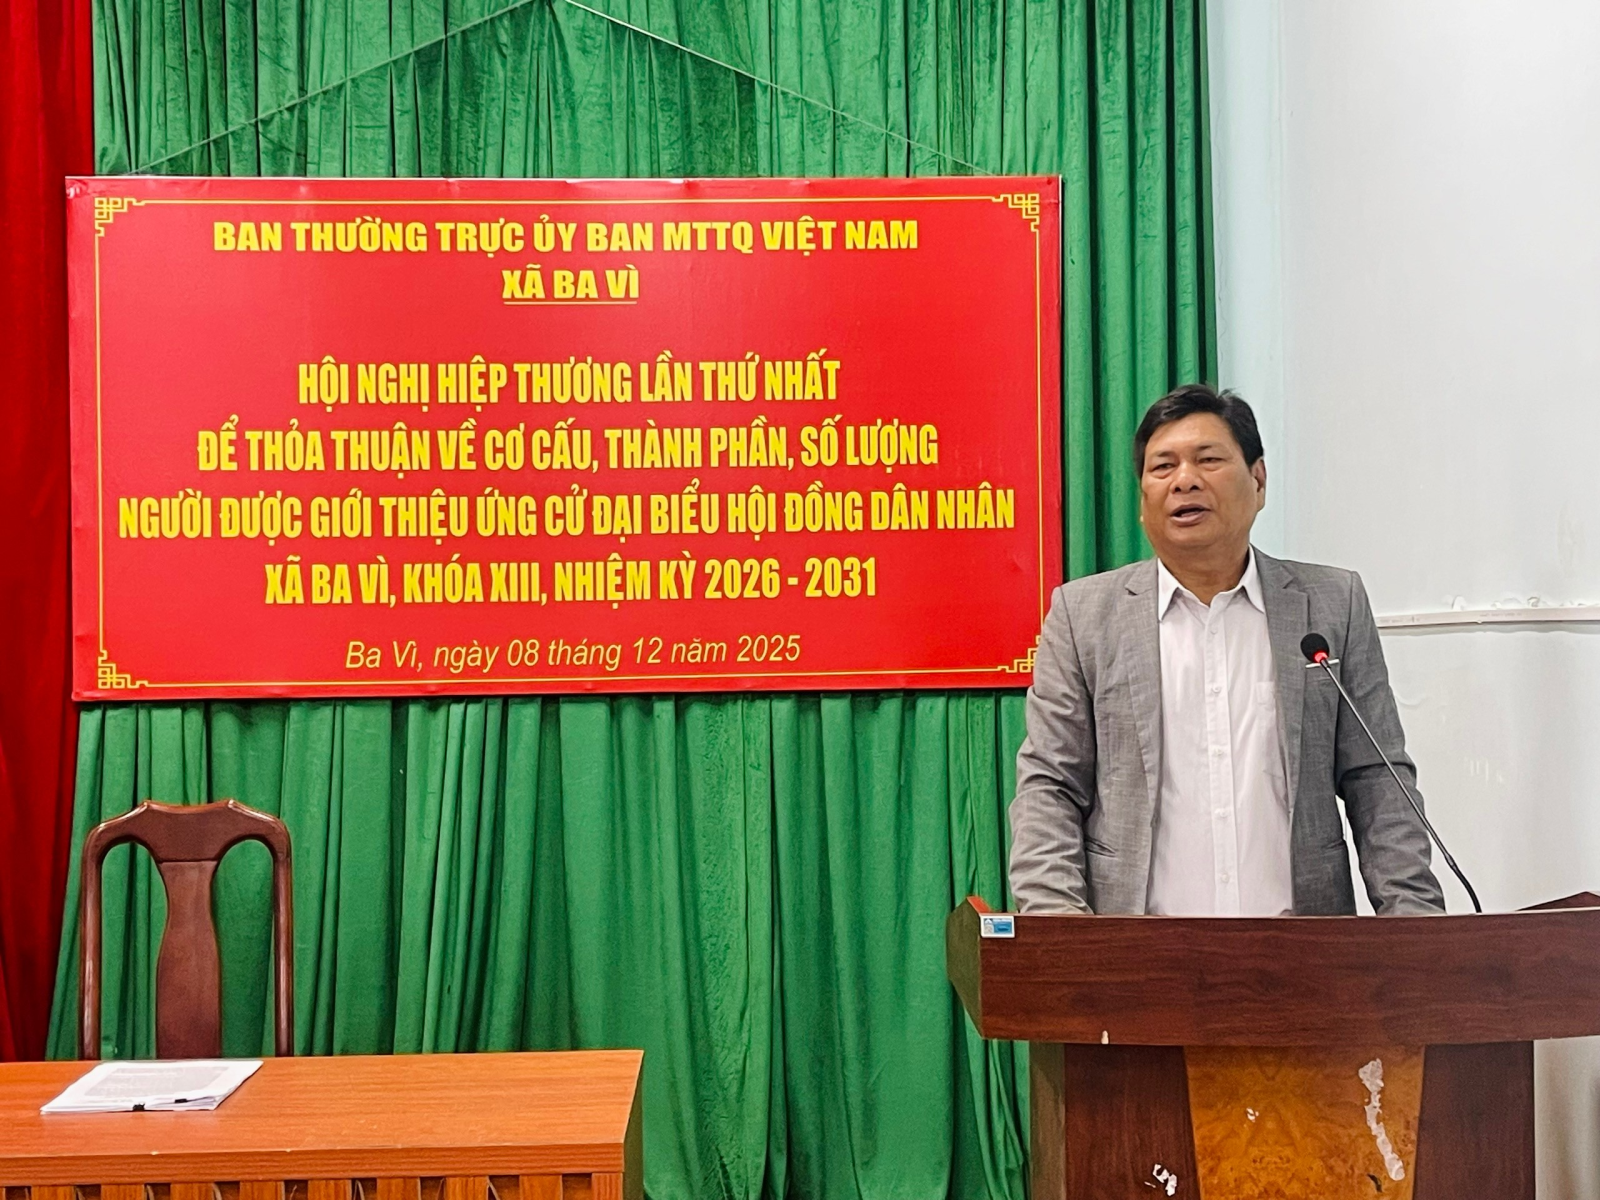 BAN THƯỜNG TRỰC ỦY BAN MTTQ VIỆT NAM
XÃ BA VÌ
HỘI NGHỊ HIỆP THƯƠNG LẦN THỨ NHẤT
ĐỂ THỎA THUẬN VỀ CƠ CẤU, THÀNH PHẦN, SỐ LƯỢNG
NGƯỜI ĐƯỢC GIỚI THIỆU ỨNG CỬ ĐẠI BIỂU HỘI ĐỒNG DÂN NHÂN
XÃ BA VÌ, KHÓA XIII, NHIỆM KỲ 2026 - 2031
Ba Vì, ngày 08 tháng 12 năm 2025